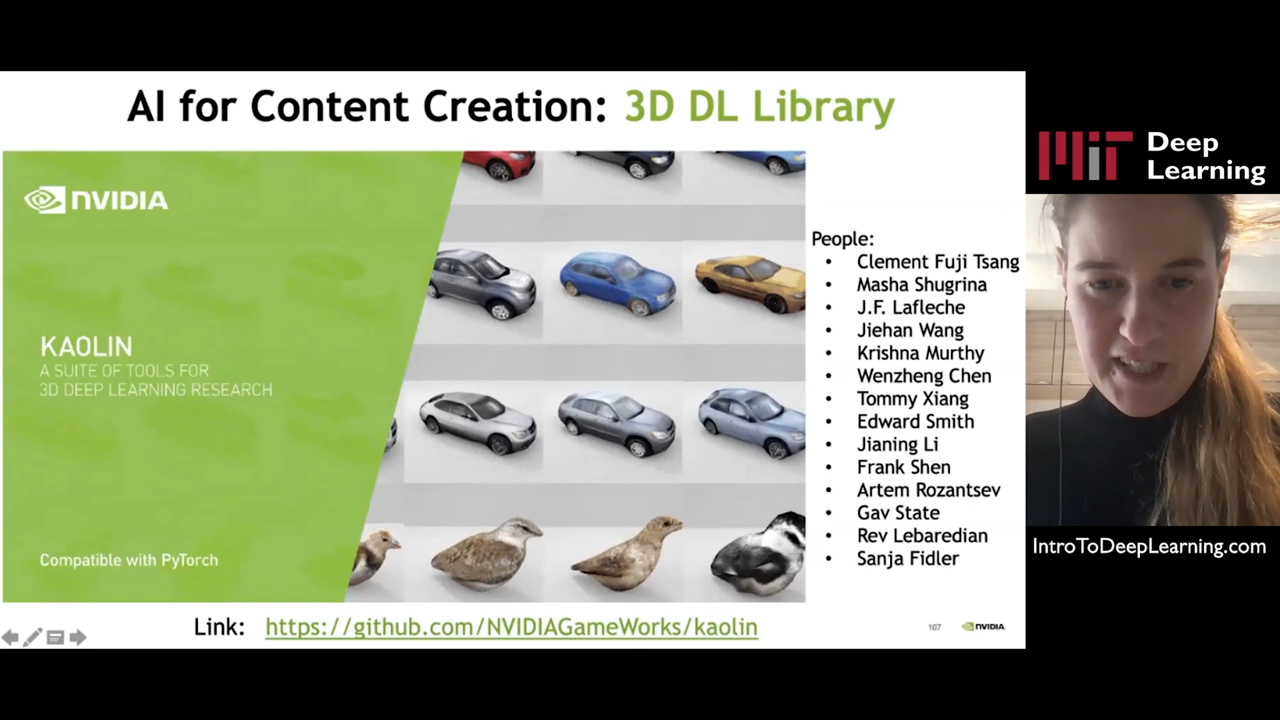 AI for Content Creation: 3D DL Library
NVIDIA
KAOLIN
A SUITE OF TOOLS FOR
3D DEEP LEARNING RESEARCH
Compatible with PyTorch
People:
• Clement Fuji Tsang
• Masha Shugrina
• J.F. Lafleche
• Jiehan Wang
• Krishna Murthy
• Wenzheng Chen
• Tommy Xiang
• Edward Smith
• Jianing Li
• Frank Shen
• Artem Rozantsev
• Gav State
• Rev Lebaredian
• Sanja Fidler
Link: https://github.com/NVIDIAGameWorks/kaolin
107 NVIDIA
MIT Deep
Learning
IntroToDeepLearning.com